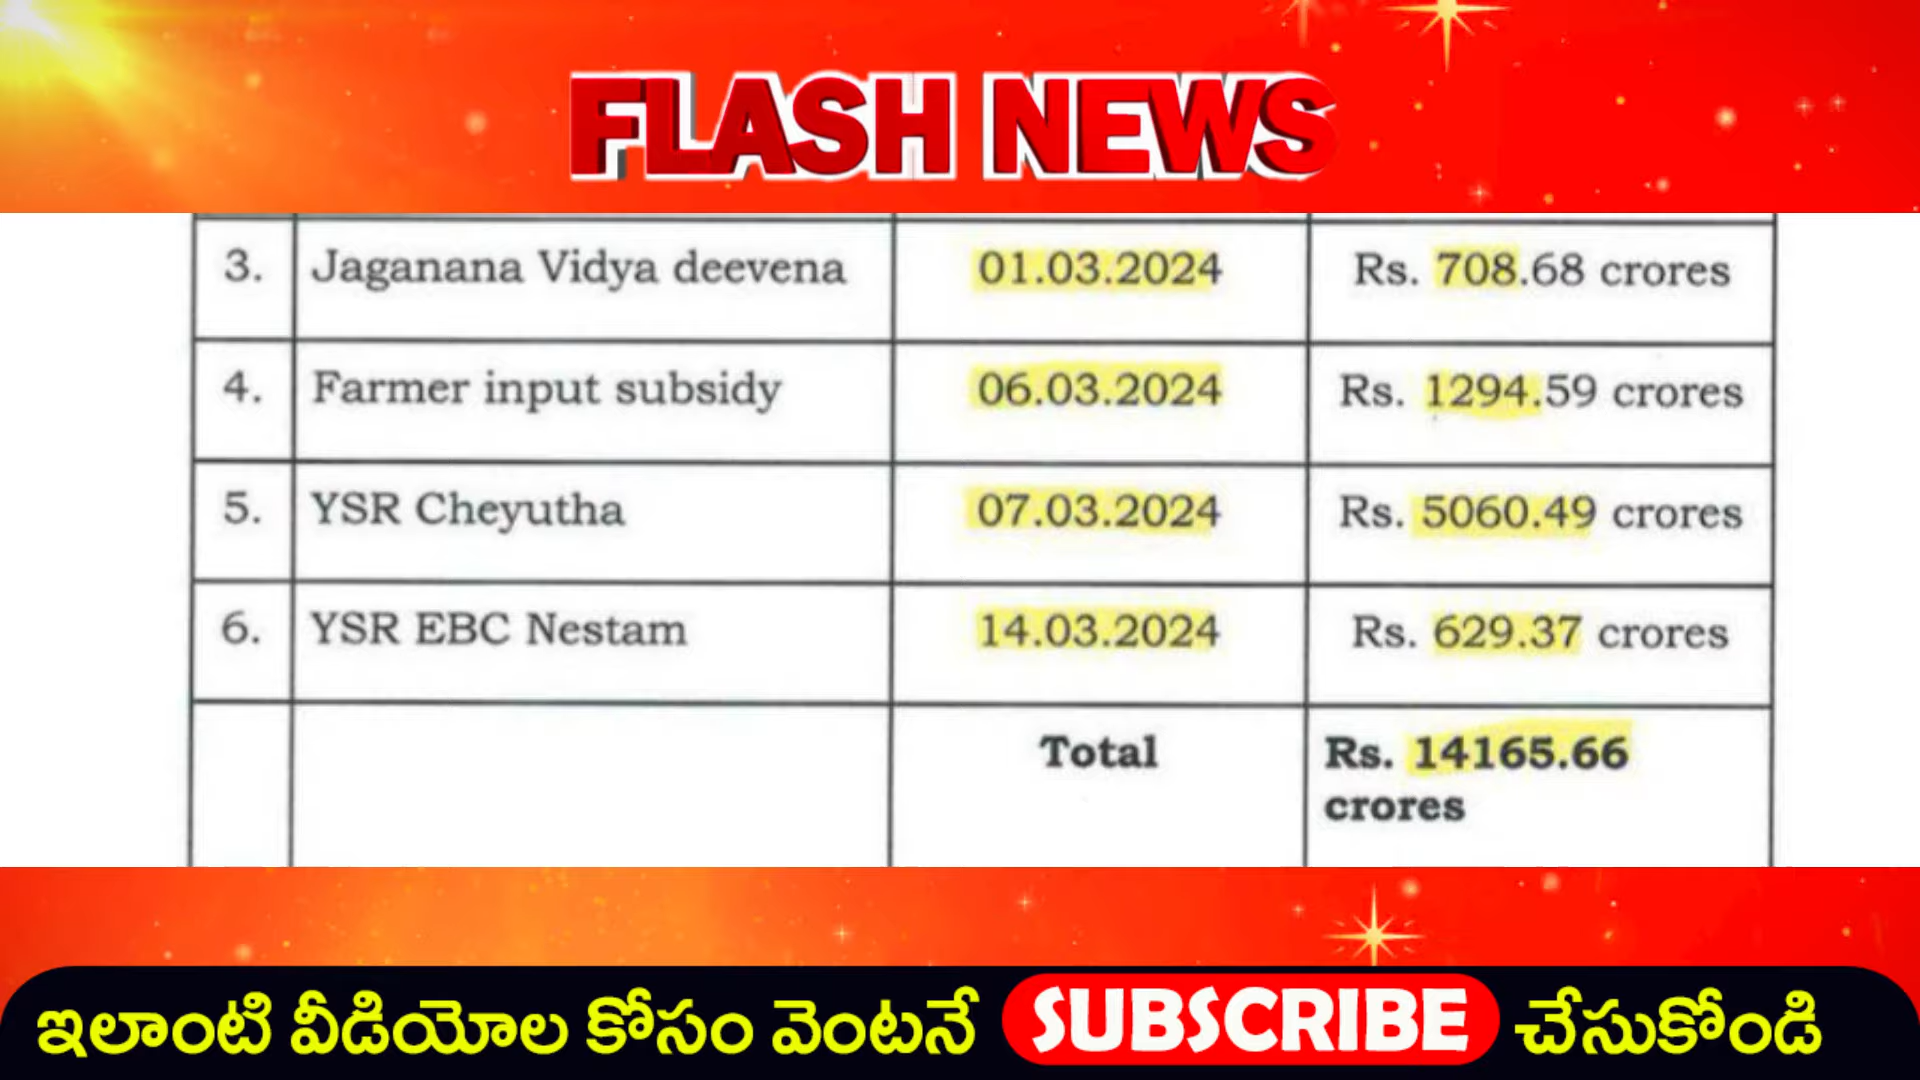 FLASH NEWS
3. Jaganana Vidya deevena 01.03.2024 Rs. 708.68 crores
4. Farmer input subsidy 06.03.2024 Rs. 1294.59 crores
5. YSR Cheyutha 07.03.2024 Rs. 5060.49 crores
6. YSR EBC Nestam 14.03.2024 Rs. 629.37 crores
Total Rs. 14165.66
crores
ఇలాంటి వీడియోల కోసం వెంటనే SUBSCRIBE చేసుకోండి